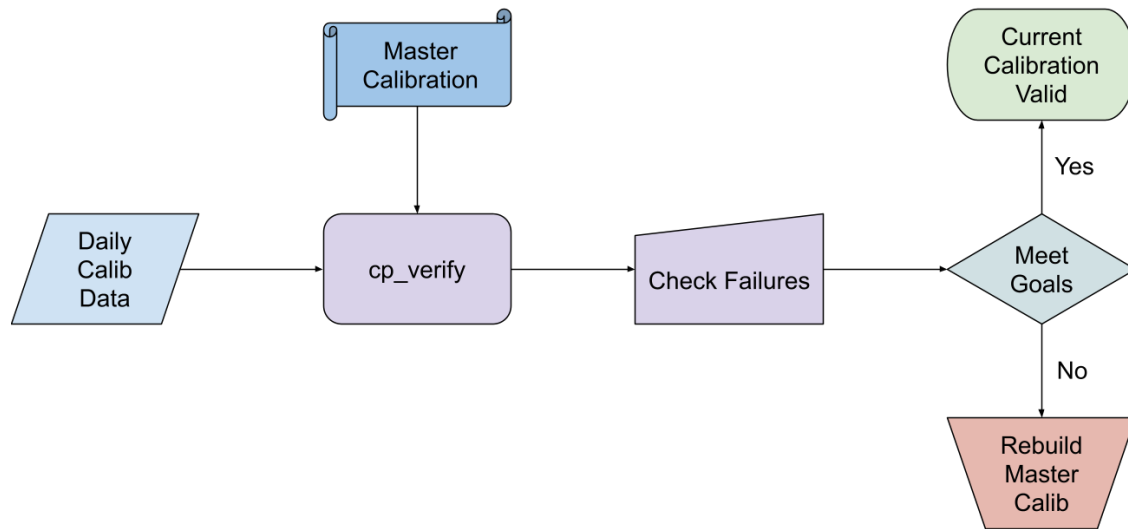 Master
Calibration
Current
Calibration
Valid
Yes
Daily
Calib
Data
cp_verify
Check Failures
Meet
Goals
No
Rebuild
Master
Calib